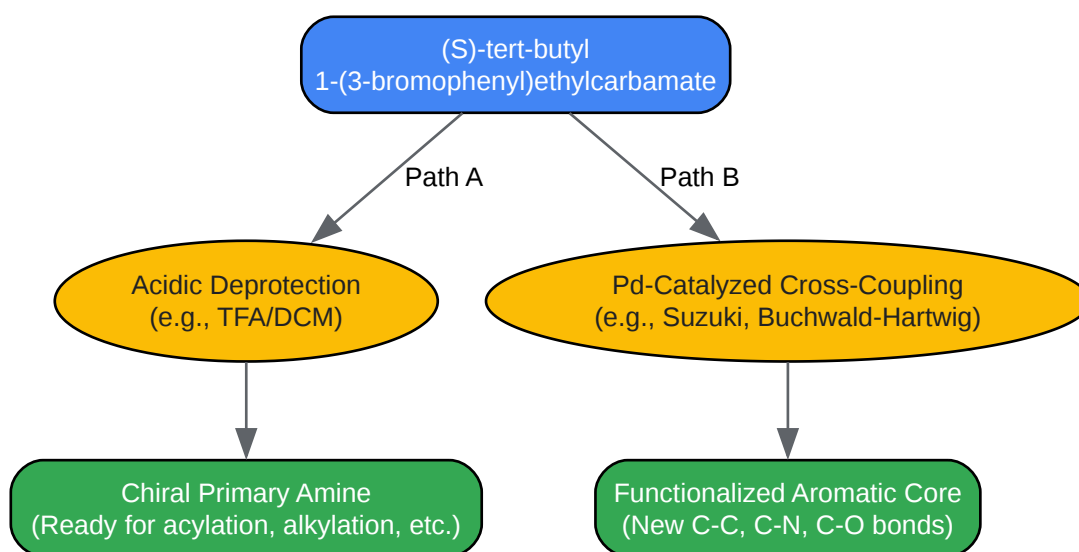 (S)-tert-butyl
1-(3-bromophenyl)ethylcarbamate
Path A
Path B
Acidic Deprotection
(e.g., TFA/DCM)
Pd-Catalyzed Cross-Coupling
(e.g., Suzuki, Buchwald-Hartwig)
Chiral Primary Amine
(Ready for acylation, alkylation, etc.)
Functionalized Aromatic Core
(New C-C, C-N, C-O bonds)